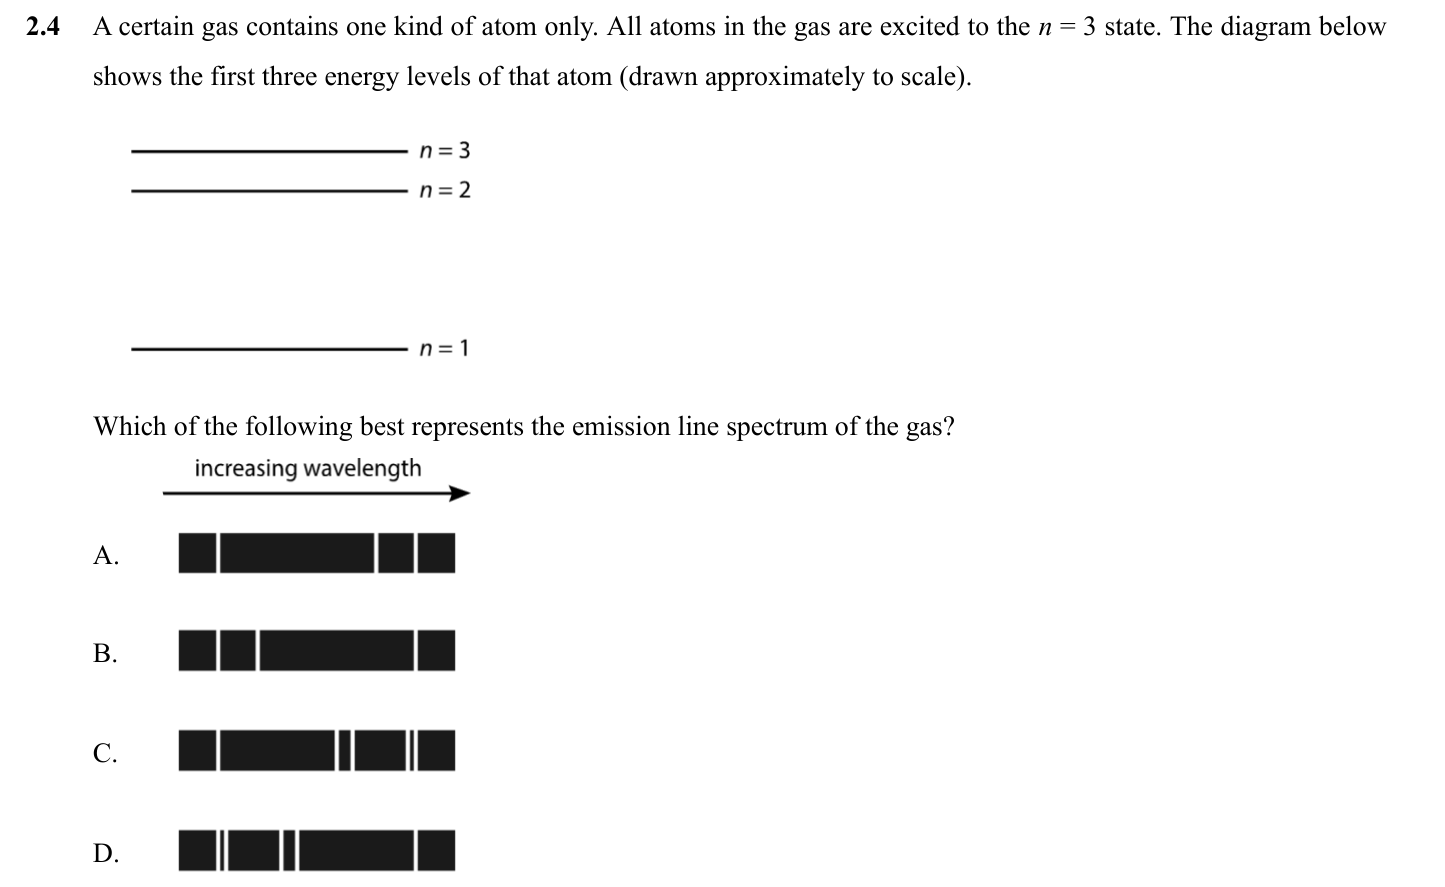 2.4 A certain gas contains one kind of atom only. All atoms in the gas are excited to the n = 3 state. The diagram below
shows the first three energy levels of that atom (drawn approximately to scale).
n = 3
n = 2
n = 1
Which of the following best represents the emission line spectrum of the gas?
increasing wavelength
A.
B.
C.
D.